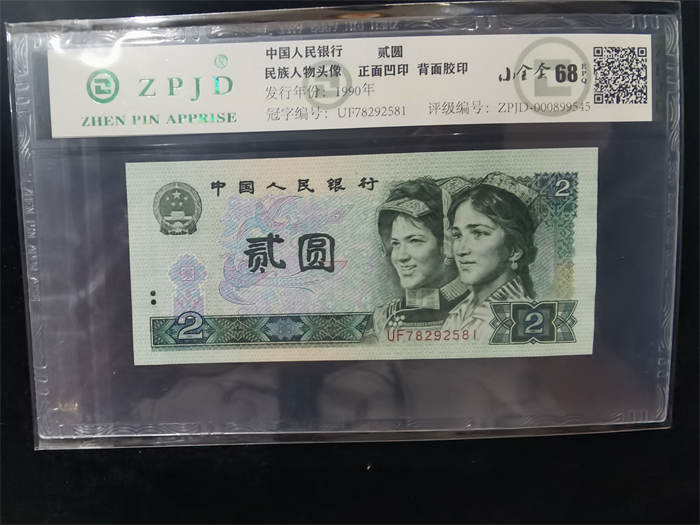 ZPJD
ZHEN PIN APPRISE
中国人民银行 贰圆
民族人物头像 正面凹印 背面胶印
发行年份：1990年
冠字编号：UF78292581
评级编号：ZPJD-000899545
小全套 68 EPQ
中国人民银行
贰圆
2
2
2
UF78292581